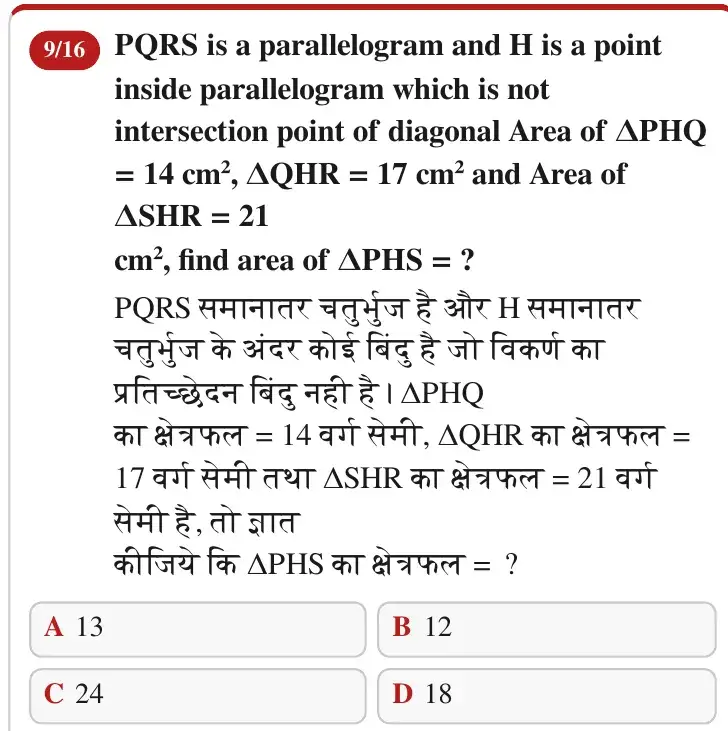 9/16 PQRS is a parallelogram and H is a point
inside parallelogram which is not
intersection point of diagonal Area of ΔPHQ
= 14 cm², ΔQHR = 17 cm² and Area of
ΔSHR = 21
cm², find area of ΔPHS = ?
PQRS समानातर चतुर्भुज है और H समानातर
चतुर्भुज के अंदर कोई बिंदु है जो विकर्ण का
प्रतिच्छेदन बिंदु नही है। ΔPHQ
का क्षेत्रफल = 14 वर्ग सेमी, ΔQHR का क्षेत्रफल =
17 वर्ग सेमी तथा ΔSHR का क्षेत्रफल = 21 वर्ग
सेमी है, तो ज्ञात
कीजिये कि ΔPHS का क्षेत्रफल = ?
A 13
B 12
C 24
D 18